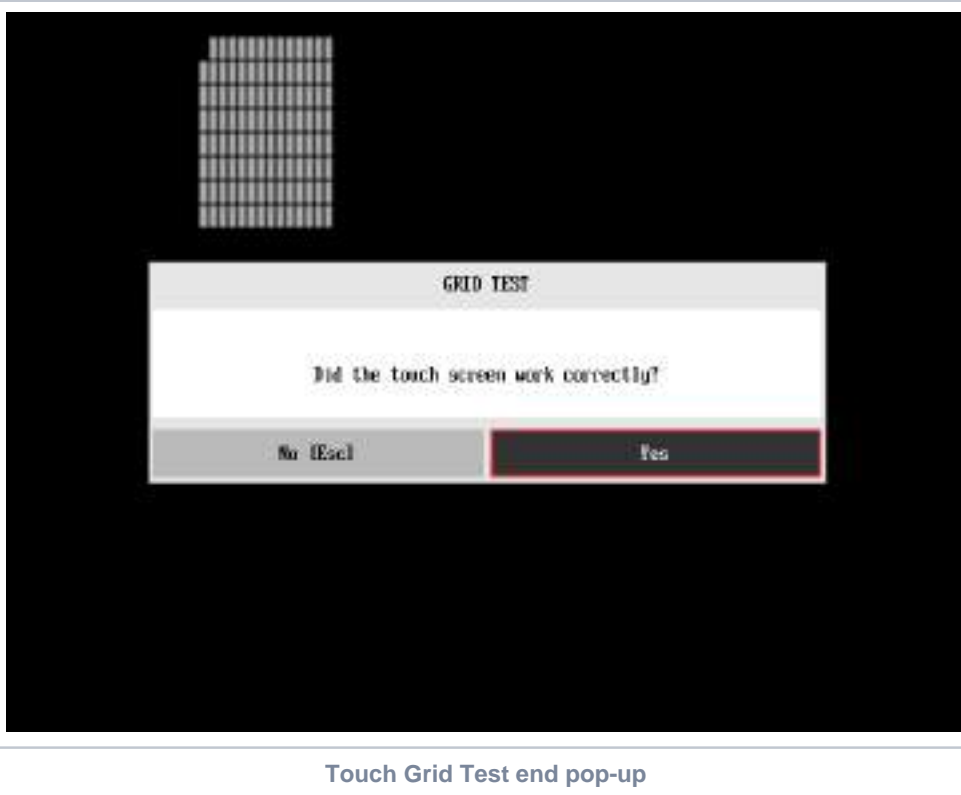 GRID TEST
Did the touch screen work correctly?
No [Esc]
Yes
Touch Grid Test end pop-up